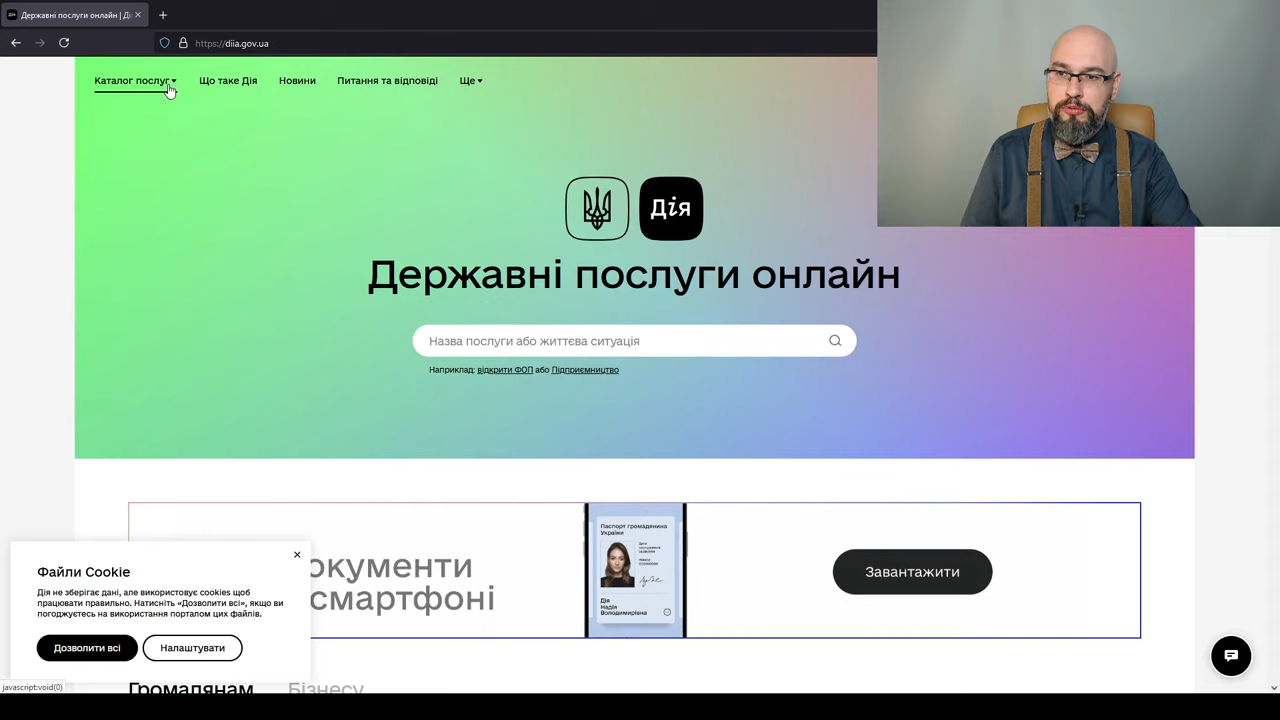 Державні послуги онлайн | Ді
https://diia.gov.ua
Каталог послуг
Що таке Дія
Новини
Питання та відповіді
Ще
Дія
Державні послуги онлайн
Назва послуги або життєва ситуація
Наприклад: відкрити ФОП або Підприємництво
окументи
смартфоні
Паспорт громадянина
України
Дія
Надія
Володимирівна
Завантажити
Файли Cookie
Дія не зберігає дані, але використовує cookies щоб
працювати правильно. Натисніть «Дозволити всі», якщо ви
погоджуєтесь на використання порталом цих файлів.
Дозволити всі
Налаштувати
javascript:void(0)
Громадянам
Бізнесу